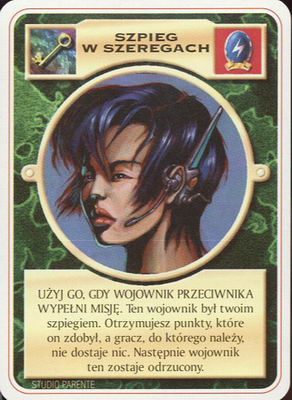 SZPIEG
W SZEREGACH
UŻYJ GO, GDY WOJOWNIK PRZECIWNIKA
WYPEŁNI MISJĘ. Ten wojownik był twoim
szpiegiem. Otrzymujesz punkty, które
on zdobył, a gracz, do którego należy,
nie dostaje nic. Następnie wojownik
ten zostaje odrzucony.
STUDIO PARENTE